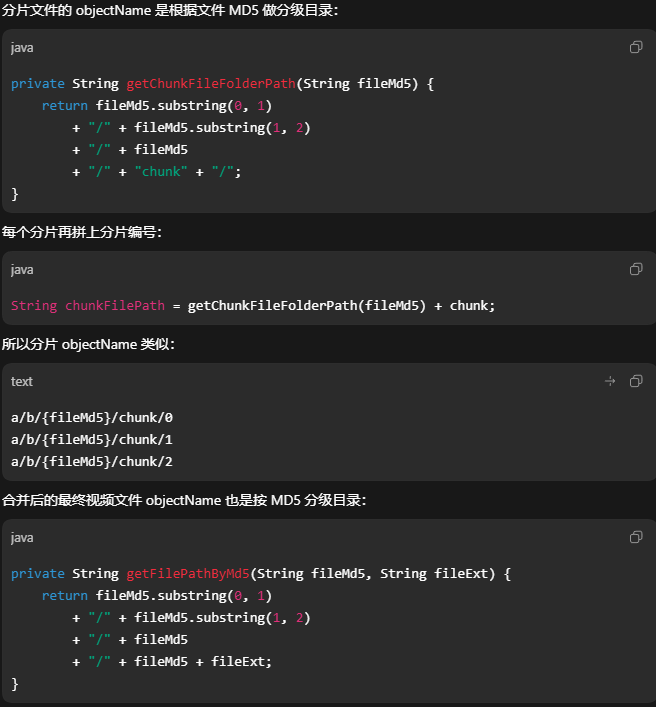 分片文件的 objectName 是根据文件 MD5 做分级目录：
java
private String getChunkFileFolderPath(String fileMd5) {
    return fileMd5.substring(0, 1)
        + "/" + fileMd5.substring(1, 2)
        + "/" + fileMd5
        + "/" + "chunk" + "/";
}
每个分片再拼上分片编号：
java
String chunkFilePath = getChunkFileFolderPath(fileMd5) + chunk;
所以分片 objectName 类似：
text
a/b/{fileMd5}/chunk/0
a/b/{fileMd5}/chunk/1
a/b/{fileMd5}/chunk/2
合并后的最终视频文件 objectName 也是按 MD5 分级目录：
java
private String getFilePathByMd5(String fileMd5, String fileExt) {
    return fileMd5.substring(0, 1)
        + "/" + fileMd5.substring(1, 2)
        + "/" + fileMd5
        + "/" + fileMd5 + fileExt;
}